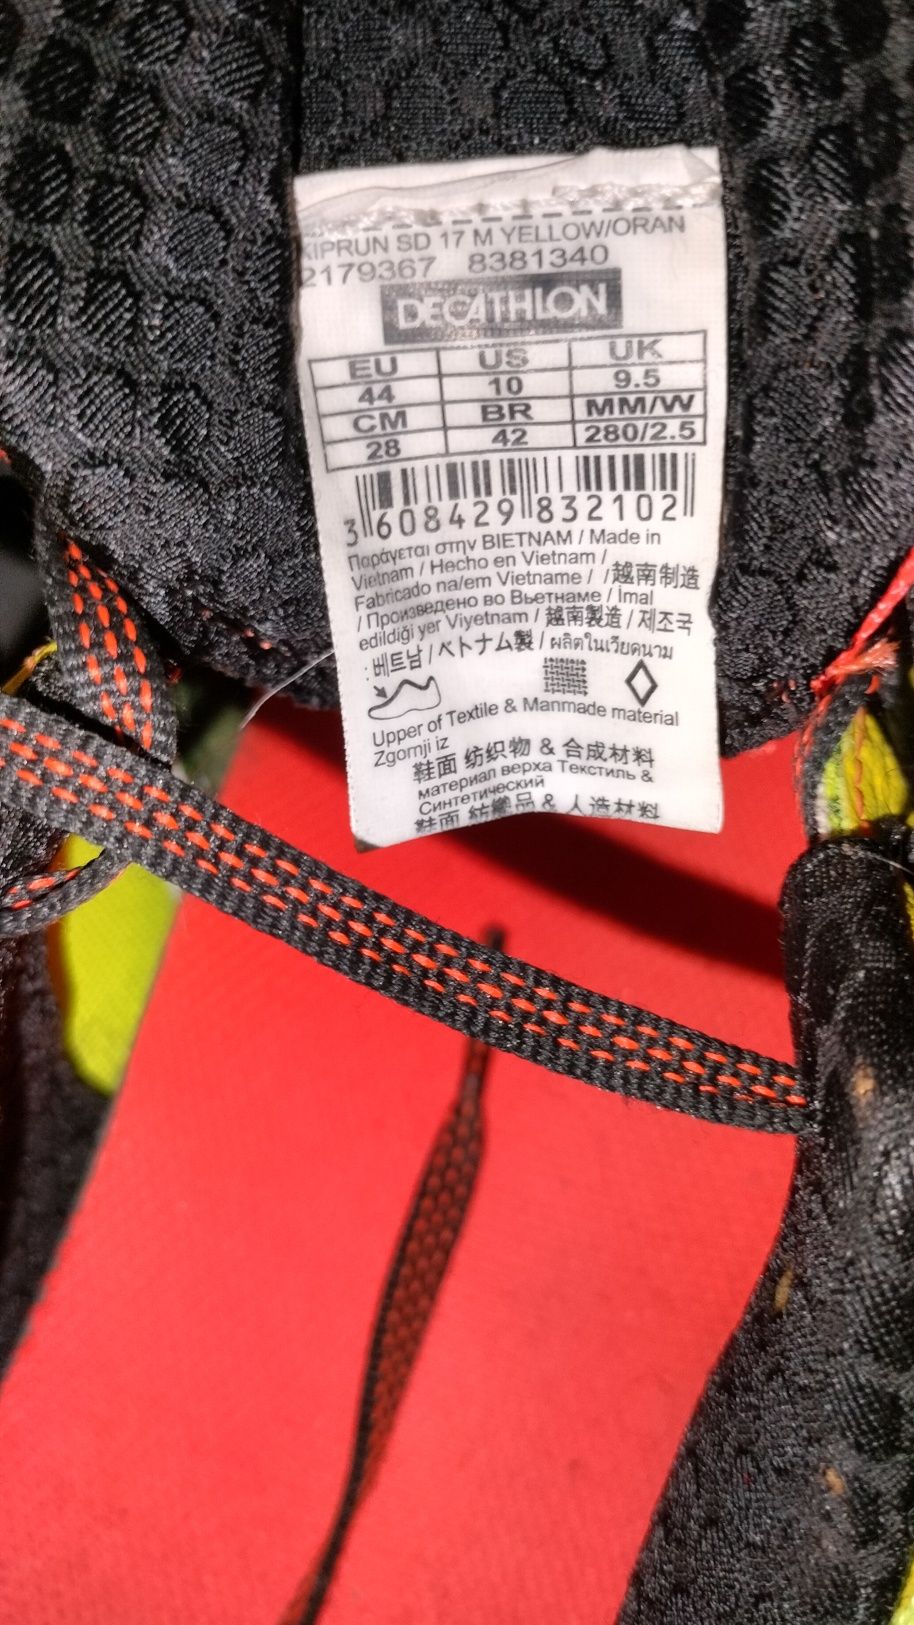 KIPRUN SD 17 M YELLOW/ORAN
2179367 8381340
DECATHLON
EU US UK
44 10 9.5
CM BR MM/W
28 42 280/2.5
3 608429 832102
Παράγεται στην ΒΙΕΤΝΑΜ / Made in
Vietnam / Hecho en Vietnam /
Fabricado na/em Vietname / /越南制造
/ Произведено во Вьетнаме / İmal
edildiği yer Viyetnam / 越南製造 / 제조국
: 베트남 / ベトナム製 / ผลิตในเวียดนาม
Upper of Textile & Manmade material
Zgornji iz
鞋面 纺织物 & 合成材料
материал верха Текстиль &
Синтетический
鞋面 紡織品 & 人造材料